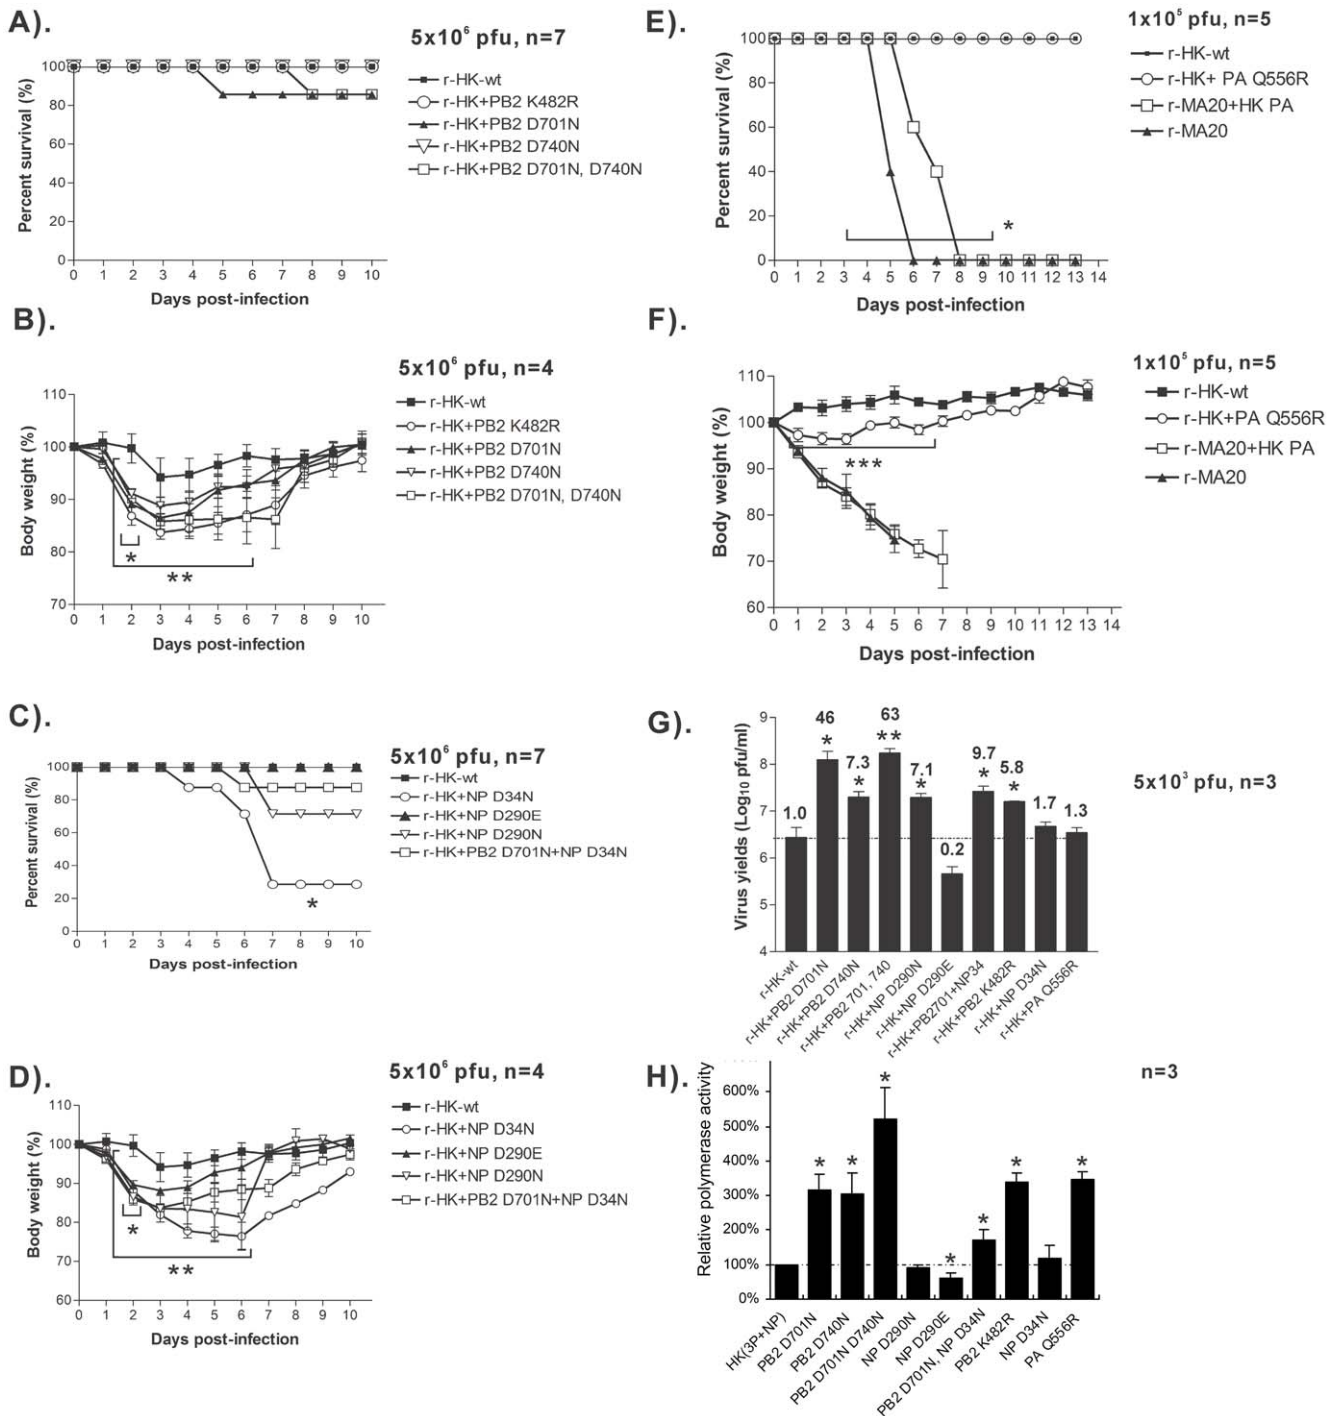 A).
5x10⁶ pfu, n=7
r-HK-wt
r-HK+PB2 K482R
r-HK+PB2 D701N
r-HK+PB2 D740N
r-HK+PB2 D701N, D740N
Percent survival (%)
100
80
60
40
20
0
0 1 2 3 4 5 6 7 8 9 10
Days post-infection
B).
5x10⁶ pfu, n=4
r-HK-wt
r-HK+PB2 K482R
r-HK+PB2 D701N
r-HK+PB2 D740N
r-HK+PB2 D701N, D740N
Body weight (%)
110
100
90
80
70
*
**
0 1 2 3 4 5 6 7 8 9 10
Days post-infection
C).
5x10⁶ pfu, n=7
r-HK-wt
r-HK+NP D34N
r-HK+NP D290E
r-HK+NP D290N
r-HK+PB2 D701N+NP D34N
Percent survival (%)
100
80
60
40
20
0
*
0 1 2 3 4 5 6 7 8 9 10
Days post-infection
D).
5x10⁶ pfu, n=4
r-HK-wt
r-HK+NP D34N
r-HK+NP D290E
r-HK+NP D290N
r-HK+PB2 D701N+NP D34N
Body weight (%)
110
100
90
80
70
60
*
**
0 1 2 3 4 5 6 7 8 9 10
Days post-infection
E).
1x10⁵ pfu, n=5
r-HK-wt
r-HK+ PA Q556R
r-MA20+HK PA
r-MA20
Percent survival (%)
100
80
60
40
20
0
*
0 1 2 3 4 5 6 7 8 9 10 11 12 13 14
Days post-infection
F).
1x10⁵ pfu, n=5
r-HK-wt
r-HK+PA Q556R
r-MA20+HK PA
r-MA20
Body weight (%)
110
100
90
80
70
60
***
0 1 2 3 4 5 6 7 8 9 10 11 12 13 14
Days post-infection
G).
5x10³ pfu, n=3
Virus yields (Log₁₀ pfu/ml)
9
8
7
6
5
4
1.0
46
*
7.3
*
63
**
7.1
*
0.2
9.7
*
5.8
*
1.7
1.3
r-HK-wt
r-HK+PB2 D701N
r-HK+PB2 D740N
r-HK+PB2 701, 740
r-HK+NP D290N
r-HK+NP D290E
r-HK+PB2701+NP34
r-HK+PB2 K482R
r-HK+NP D34N
r-HK+PA Q556R
H).
n=3
Relative polymerase activity
600%
500%
400%
300%
200%
100%
0%
*
*
*
*
*
*
*
HK(3P+NP)
PB2 D701N
PB2 D740N
PB2 D701N D740N
NP D290N
NP D290E
PB2 D701N, NP D34N
PB2 K482R
NP D34N
PA Q556R